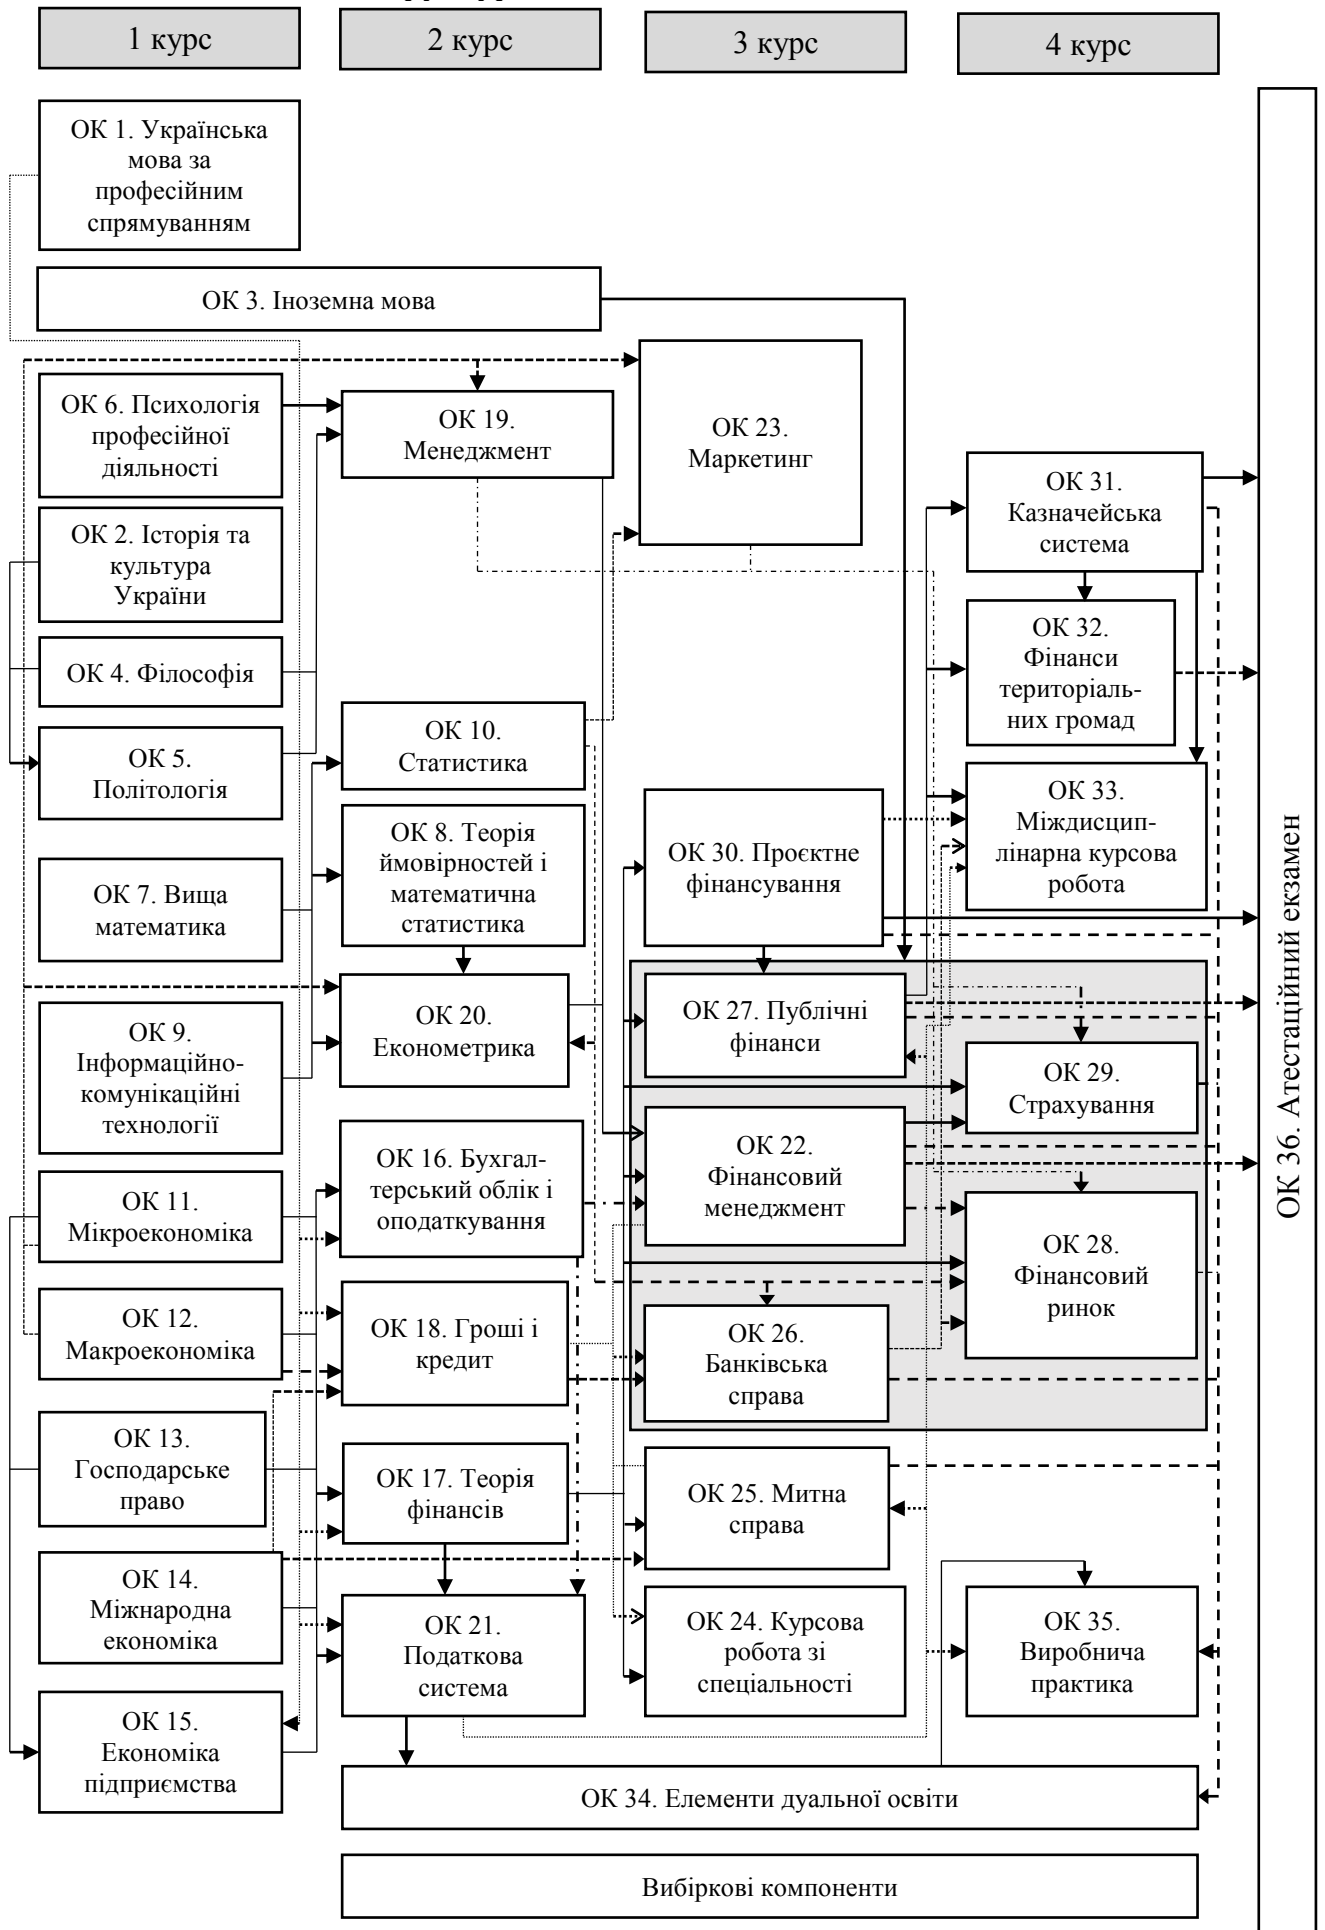 1 курс
2 курс
3 курс
4 курс
ОК 1. Українська
мова за
професійним
спрямуванням
ОК 3. Іноземна мова
ОК 6. Психологія
професійної
діяльності
ОК 2. Історія та
культура
України
ОК 4. Філософія
ОК 5.
Політологія
ОК 7. Вища
математика
ОК 9.
Інформаційно-
комунікаційні
технології
ОК 11.
Мікроекономіка
ОК 12.
Макроекономіка
ОК 13.
Господарське
право
ОК 14.
Міжнародна
економіка
ОК 15.
Економіка
підприємства
ОК 19.
Менеджмент
ОК 10.
Статистика
ОК 8. Теорія
ймовірностей і
математична
статистика
ОК 20.
Економетрика
ОК 16. Бухгал-
терський облік і
оподаткування
ОК 18. Гроші і
кредит
ОК 17. Теорія
фінансів
ОК 21.
Податкова
система
ОК 23.
Маркетинг
ОК 30. Проєктне
фінансування
ОК 27. Публічні
фінанси
ОК 22.
Фінансовий
менеджмент
ОК 26.
Банківська
справа
ОК 25. Митна
справа
ОК 24. Курсова
робота зі
спеціальності
ОК 31.
Казначейська
система
ОК 32.
Фінанси
територіаль-
них громад
ОК 33.
Міждисцип-
лінарна курсова
робота
ОК 29.
Страхування
ОК 28.
Фінансовий
ринок
ОК 35.
Виробнича
практика
ОК 34. Елементи дуальної освіти
Вибіркові компоненти
ОК 36. Атестаційний екзамен